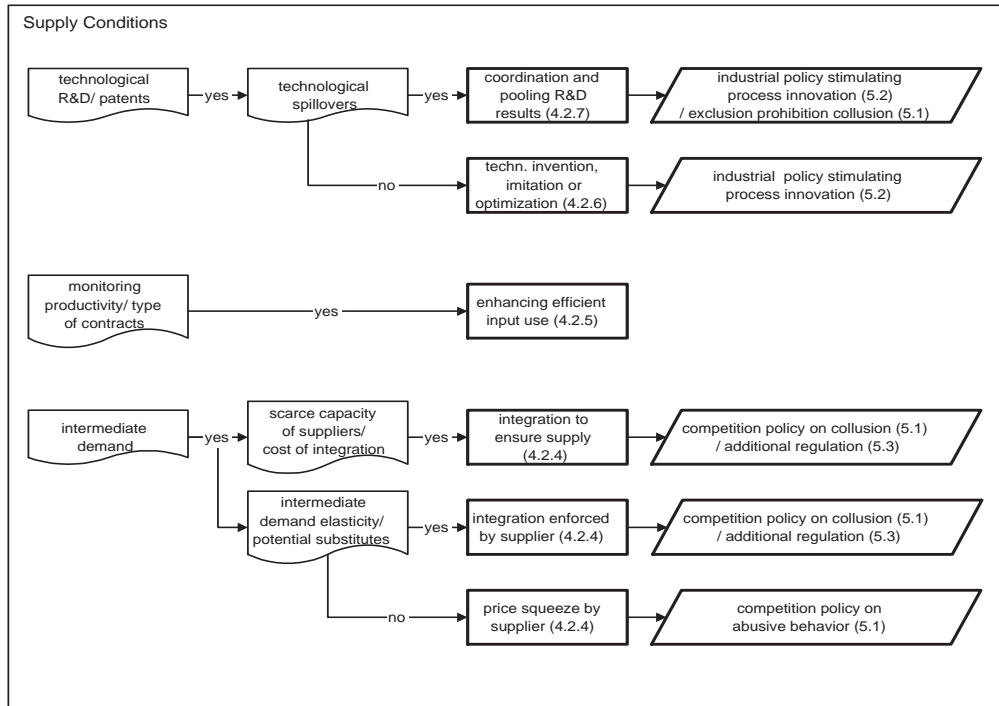 Supply Conditions
technological
R&D/ patents
yes
technological
spillovers
yes
coordination and
pooling R&D
results (4.2.7)
industrial policy stimulating
process innovation (5.2)
/ exclusion prohibition collusion (5.1)
no
techn. invention,
imitation or
optimization (4.2.6)
industrial policy stimulating
process innovation (5.2)
monitoring
productivity/ type
of contracts
yes
enhancing efficient
input use (4.2.5)
intermediate
demand
yes
scarce capacity
of suppliers/
cost of integration
yes
integration to
ensure supply
(4.2.4)
competition policy on collusion (5.1)
/ additional regulation (5.3)
intermediate
demand elasticity/
potential substitutes
yes
integration enforced
by supplier (4.2.4)
competition policy on collusion (5.1)
/ additional regulation (5.3)
no
price squeeze by
supplier (4.2.4)
competition policy on
abusive behavior (5.1)